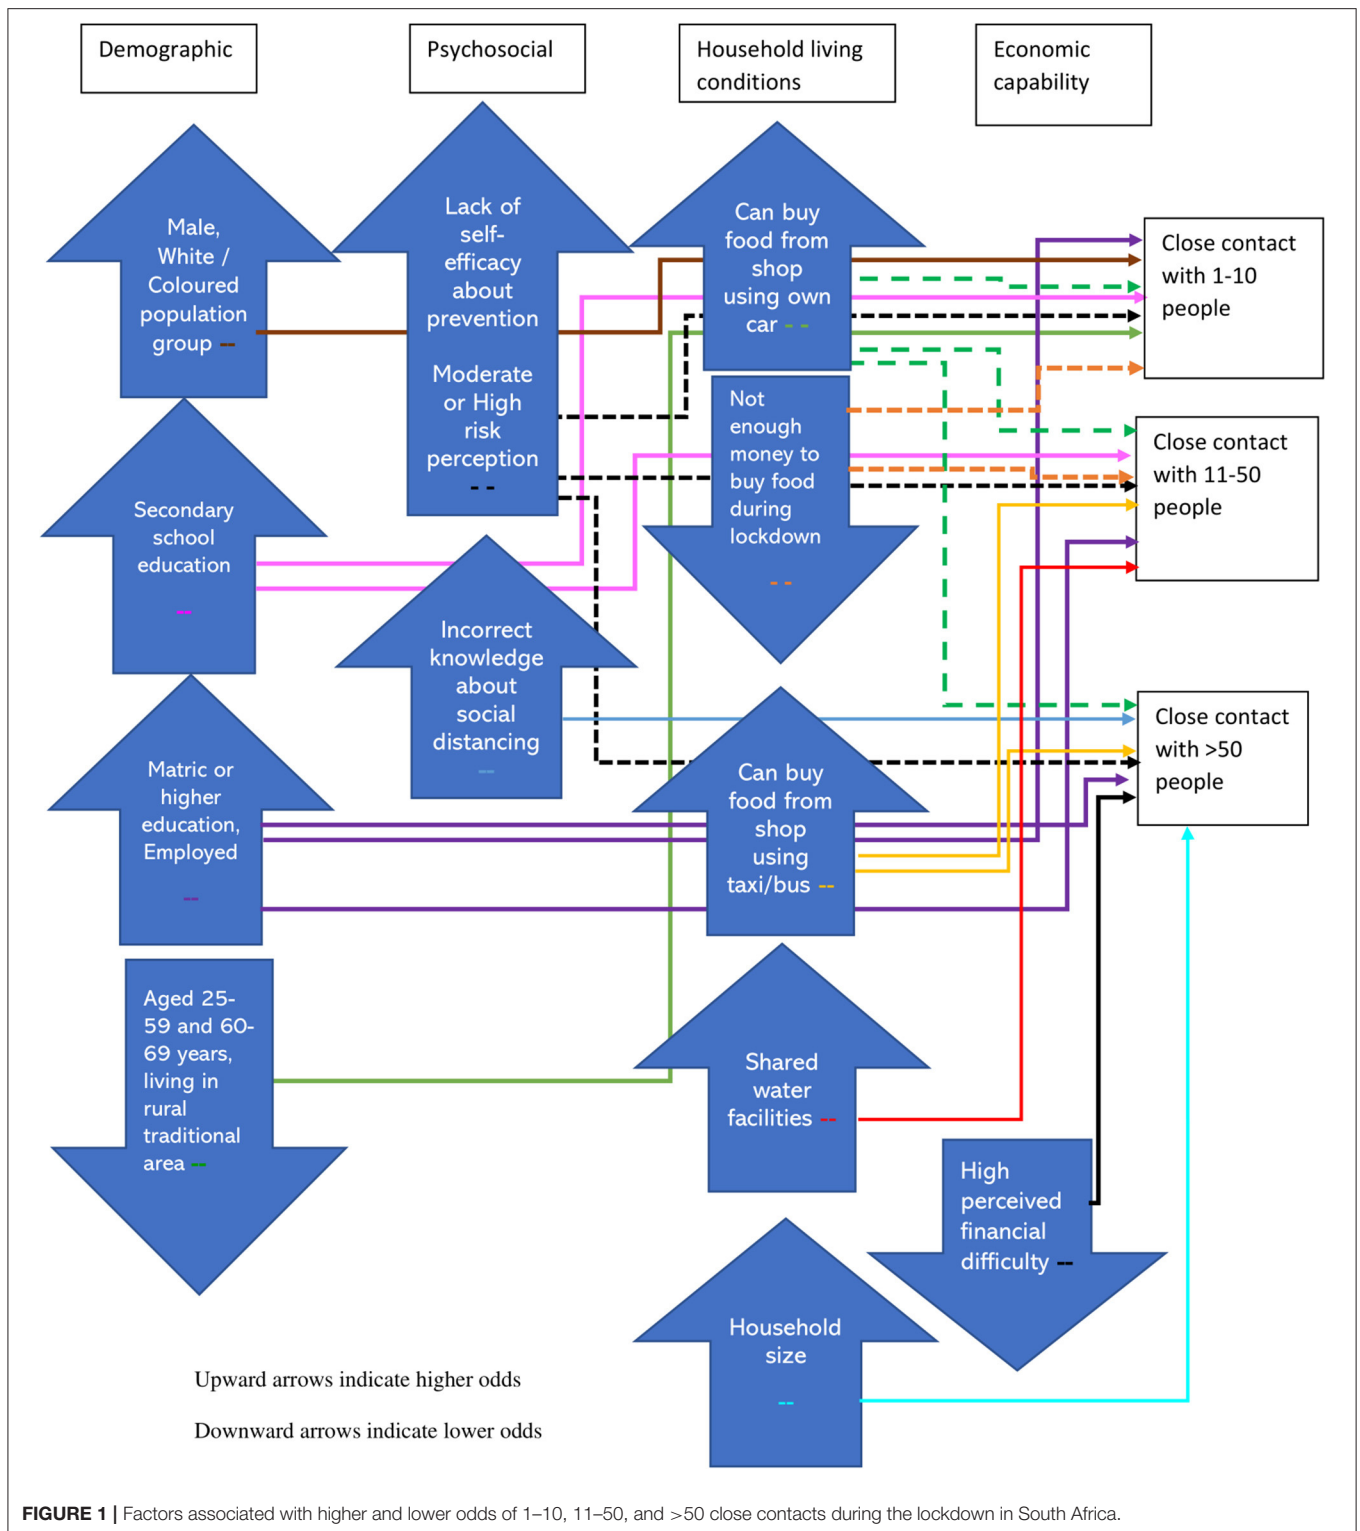 Demographic
Psychosocial
Household living
conditions
Economic
capability
Male,
White /
Coloured
population
group --
Secondary
school
education
--
Matric or
higher
education,
Employed
--
Aged 25-
59 and 60-
69 years,
living in
rural
traditional
area --
Lack of
self-
efficacy
about
prevention
Moderate
or High
risk
perception
- -
Incorrect
knowledge
about
social
distancing
--
Can buy
food from
shop
using own
car - -
Not
enough
money to
buy food
during
lockdown
- -
Can buy
food from
shop
using
taxi/bus --
Shared
water
facilities --
Household
size
--
High
perceived
financial
difficulty --
Close contact
with 1-10
people
Close contact
with 11-50
people
Close contact
with >50
people
Upward arrows indicate higher odds
Downward arrows indicate lower odds
FIGURE 1 | Factors associated with higher and lower odds of 1–10, 11–50, and >50 close contacts during the lockdown in South Africa.